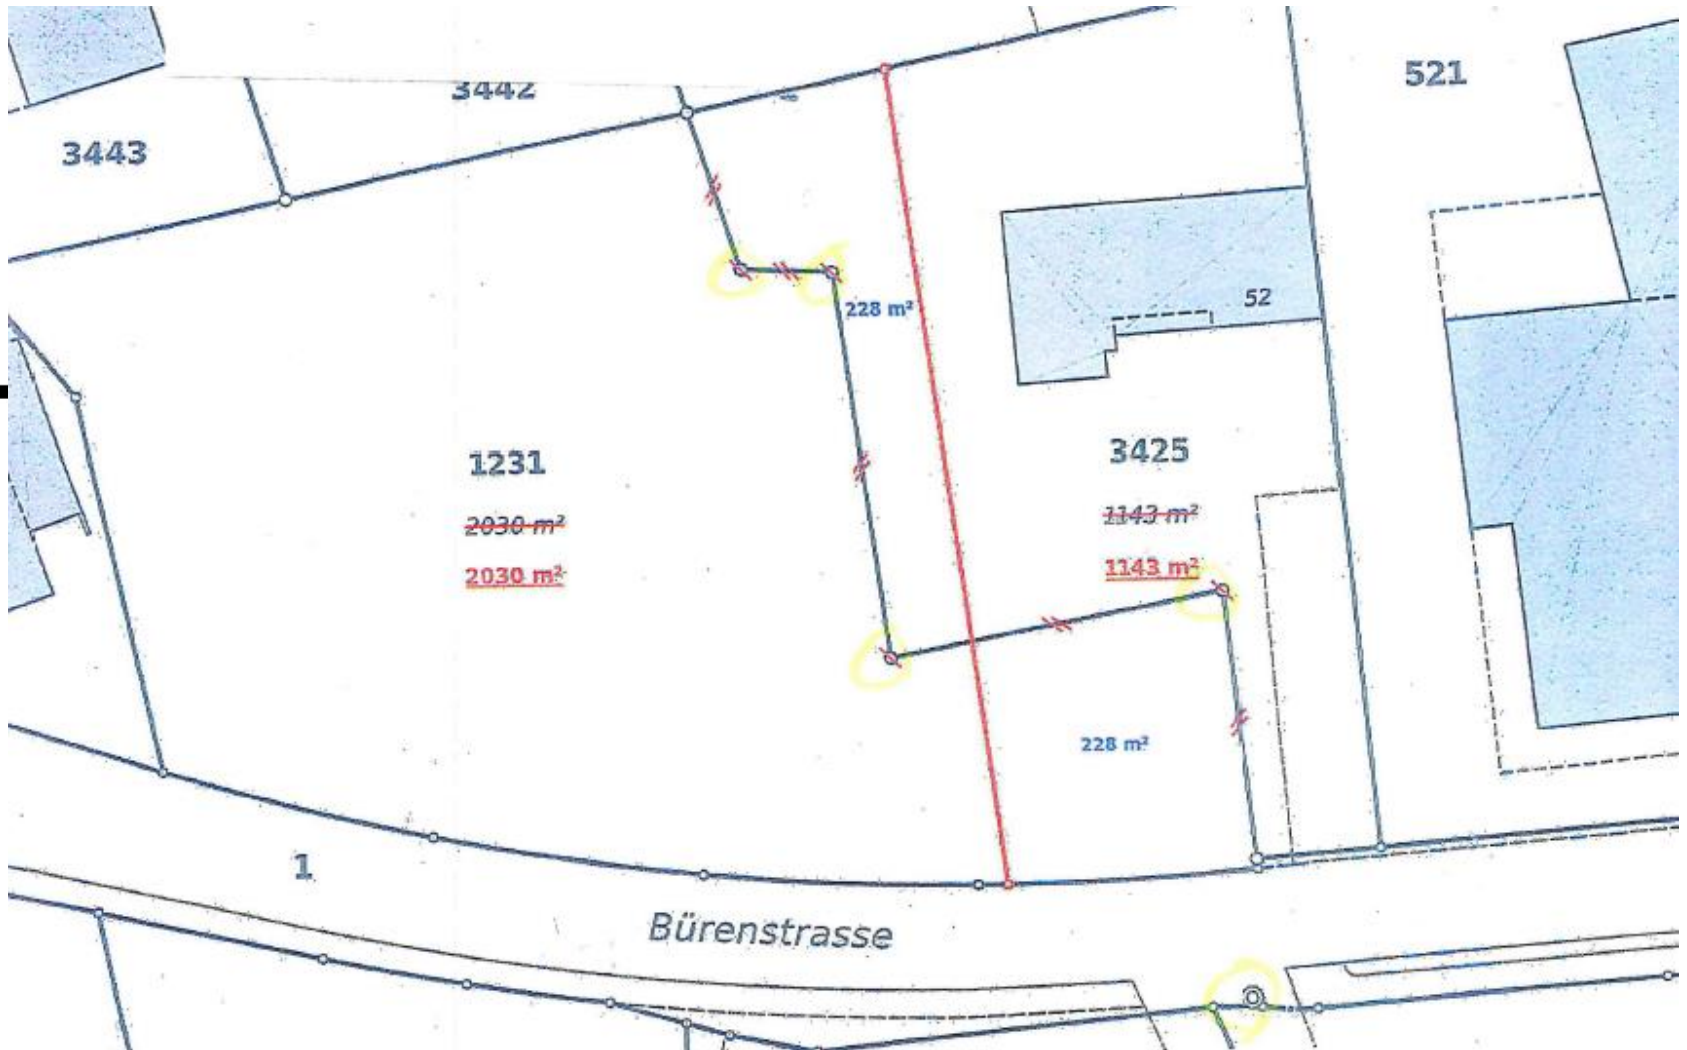 521
3442
3443
52
228 m²
3425
1231
1143 m²
2030 m²
1143 m²
2030 m²
228 m²
1
Bürenstrasse